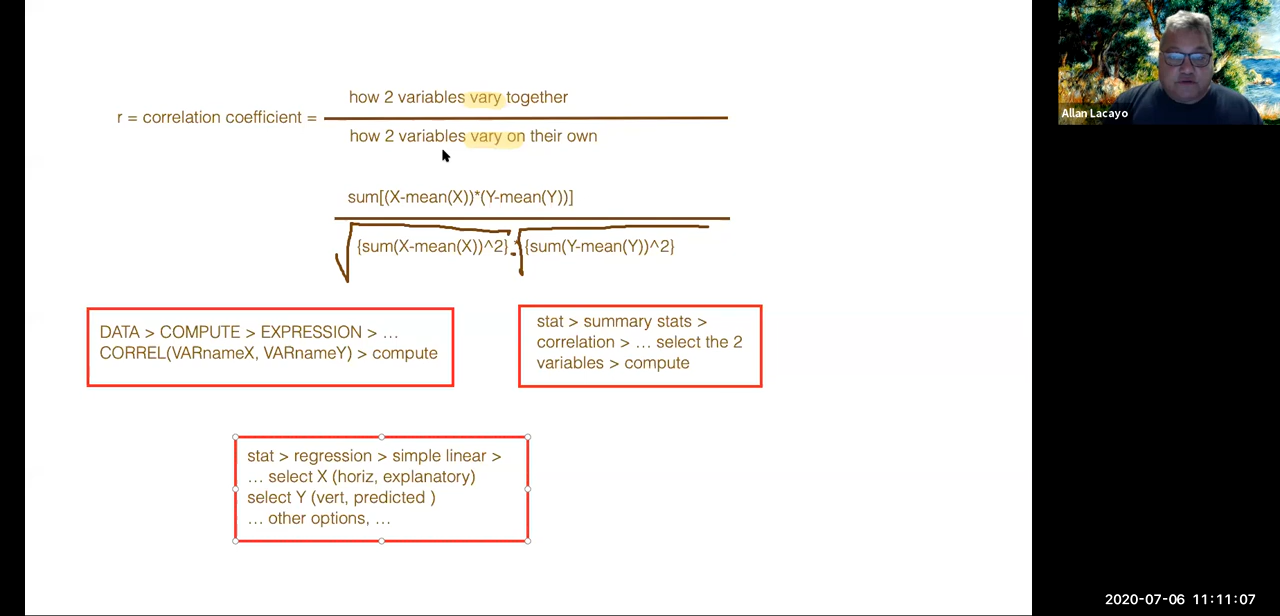 how 2 variables vary together
r = correlation coefficient =
how 2 variables vary on their own
sum[(X-mean(X))*(Y-mean(Y))]
{sum(X-mean(X))^2} * {sum(Y-mean(Y))^2}
DATA > COMPUTE > EXPRESSION > …
CORREL(VARnameX, VARnameY) > compute
stat > summary stats >
correlation > … select the 2
variables > compute
stat > regression > simple linear >
… select X (horiz, explanatory)
select Y (vert, predicted )
… other options, …
Allan Lacayo
2020-07-06 11:11:07